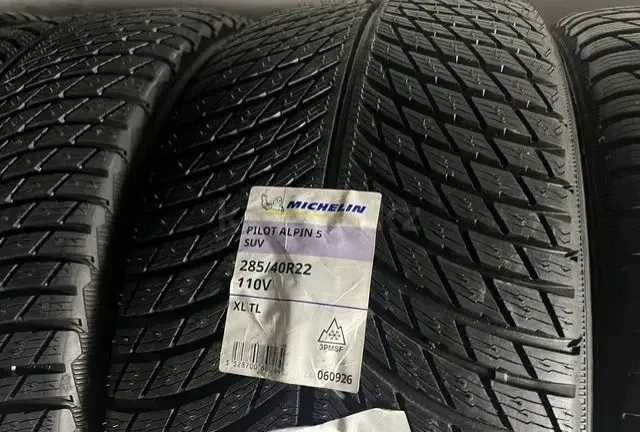 MICHELIN
PILOT ALPIN 5
SUV
285/40R22
110V
XL TL
3PMSF
060926